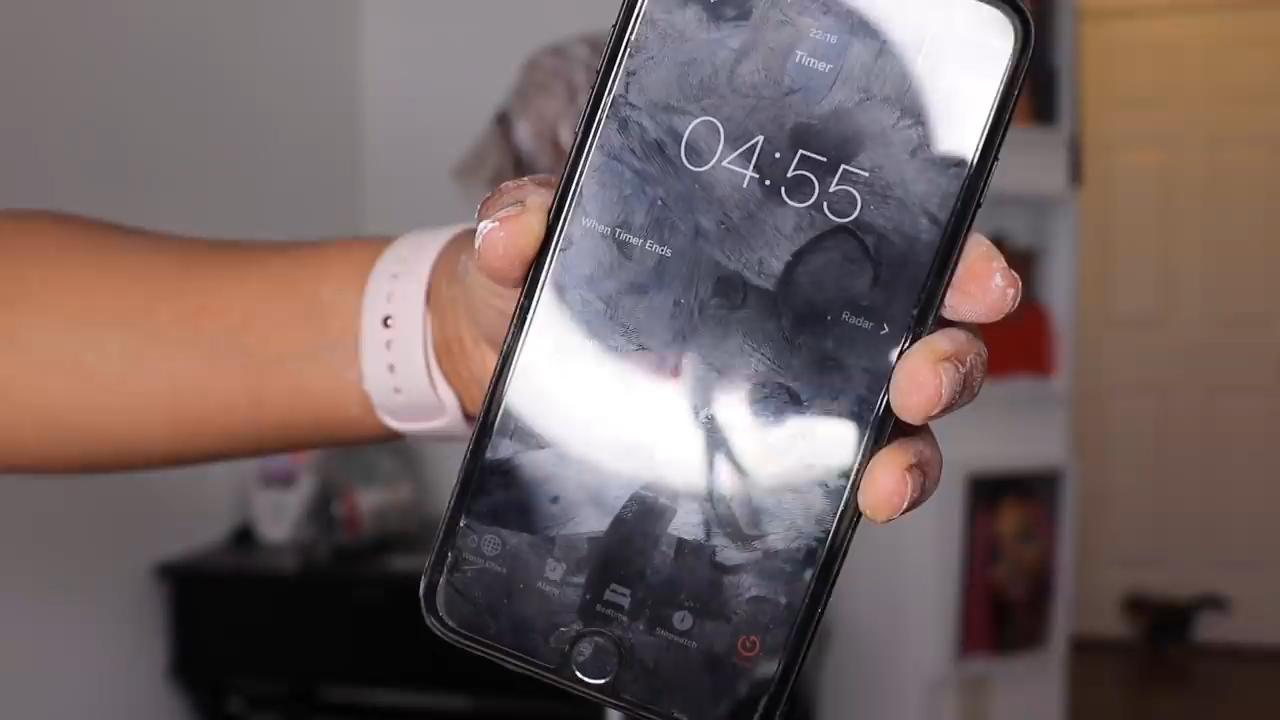 22:16
Timer
04:55
When Timer Ends
Radar
World Clock
Alarm
Bedtime
Stopwatch